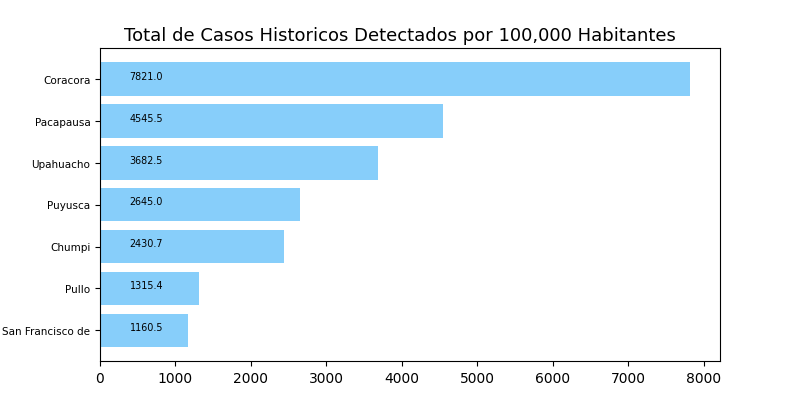 Total de Casos Historicos Detectados por 100,000 Habitantes
Coracora 7821.0
Pacapausa 4545.5
Upahuacho 3682.5
Puyusca 2645.0
Chumpi 2430.7
Pullo 1315.4
San Francisco de 1160.5
0 1000 2000 3000 4000 5000 6000 7000 8000